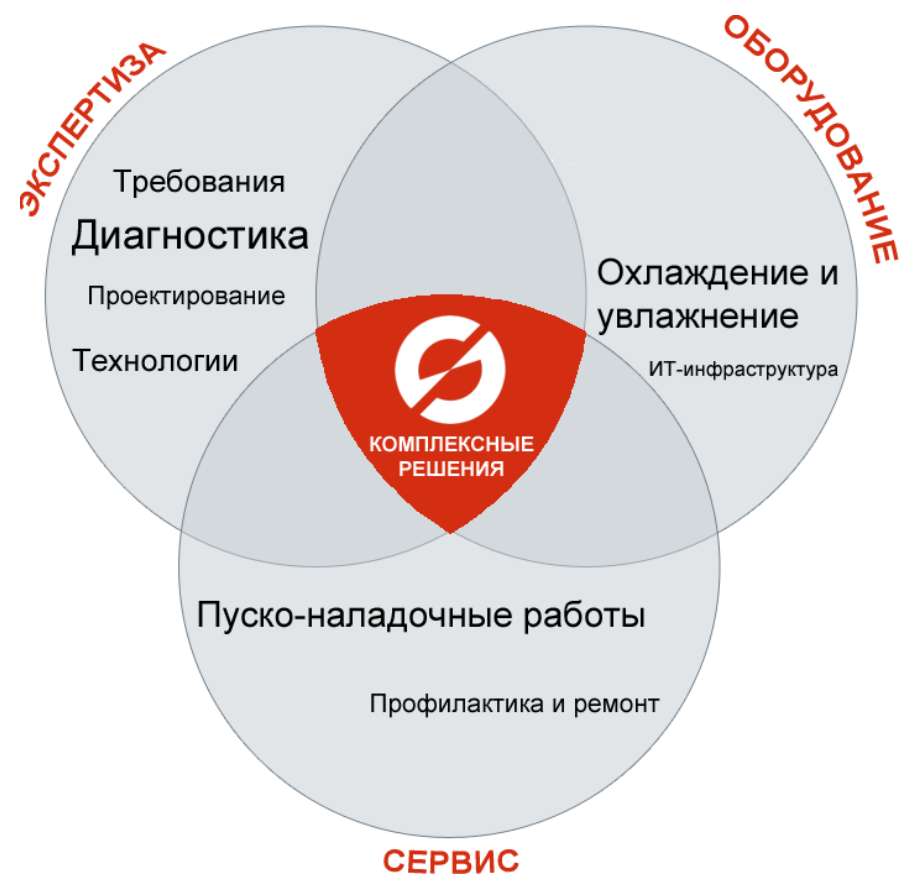 ЭКСПЕРТИЗА
ОБОРУДОВАНИЕ
Требования
Диагностика
Проектирование
Технологии
Охлаждение и
увлажнение
ИТ-инфраструктура
КОМПЛЕКСНЫЕ
РЕШЕНИЯ
Пуско-наладочные работы
Профилактика и ремонт
СЕРВИС